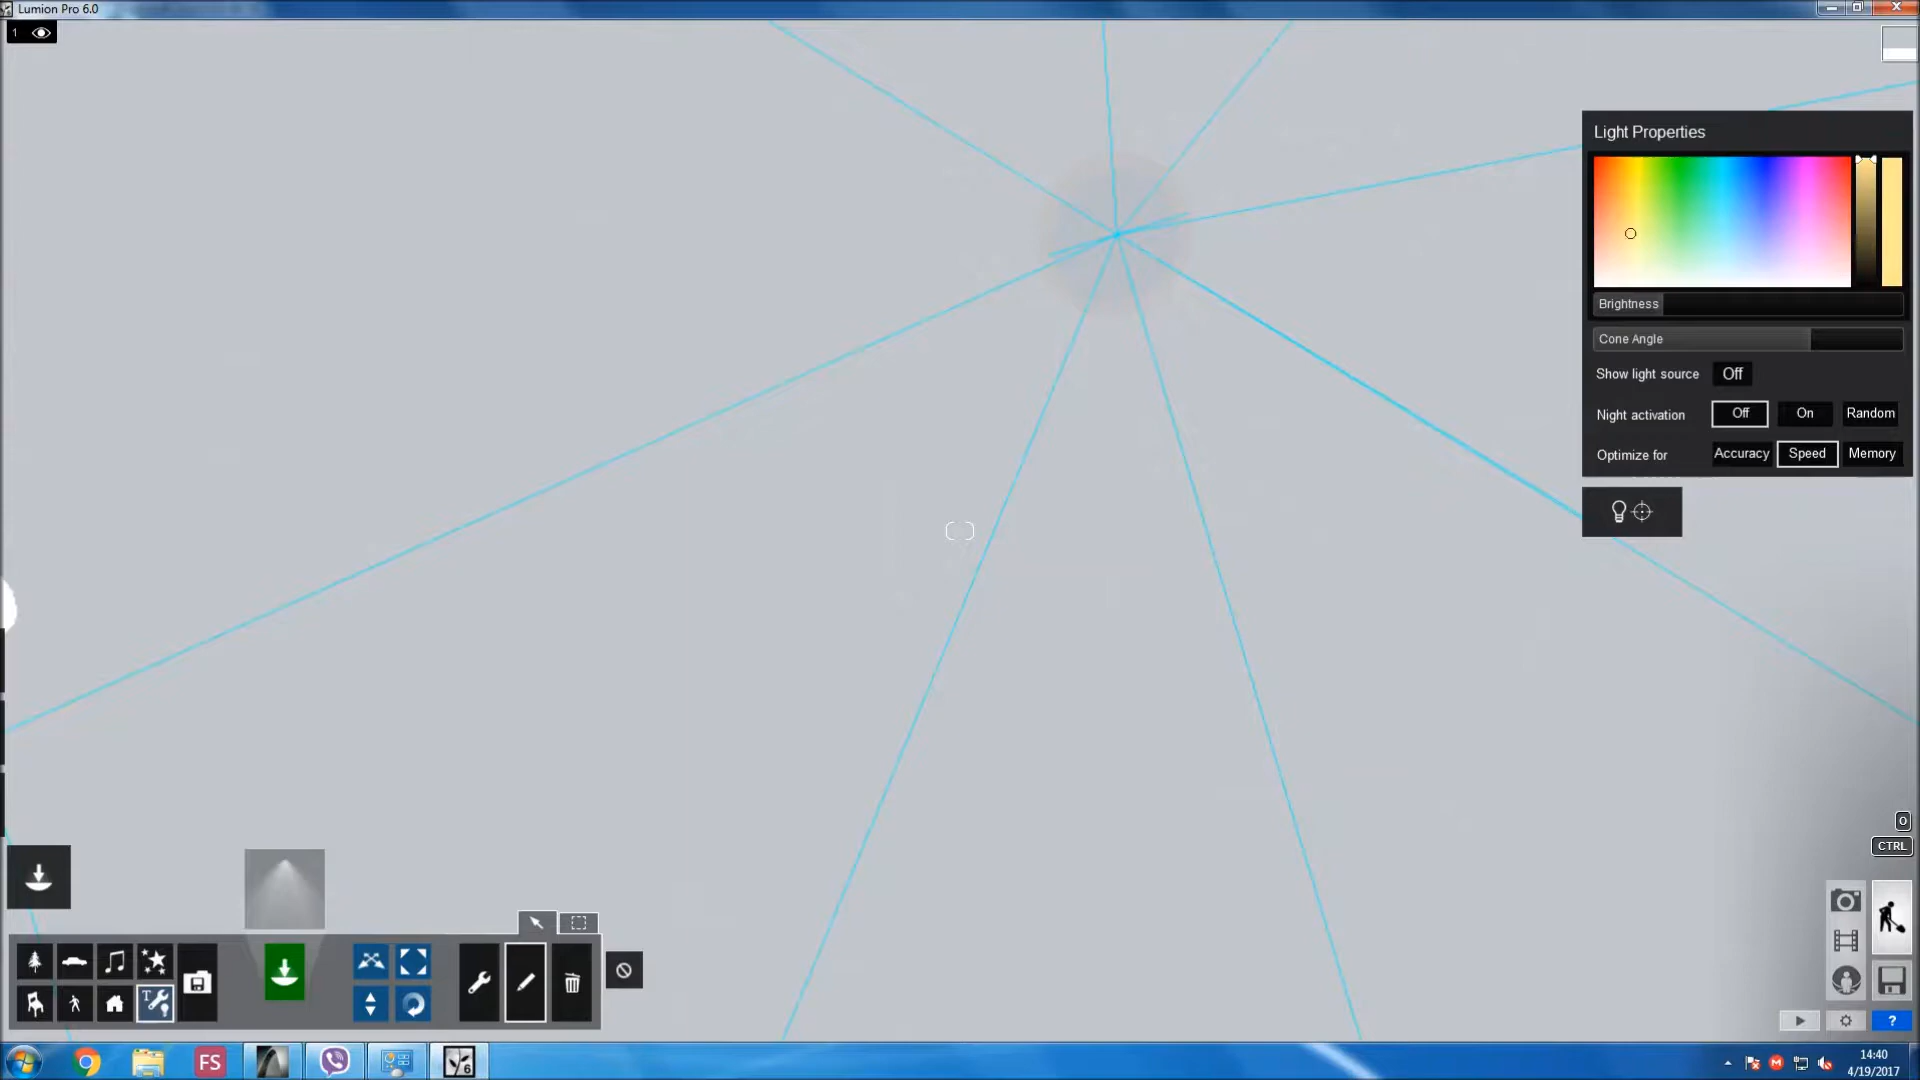 Lumion Pro 6.0
1
Light Properties
Brightness
Cone Angle
Show light source Off
Night activation Off On Random
Optimize for Accuracy Speed Memory
O
CTRL
T
?
FS
6
14:40
4/19/2017